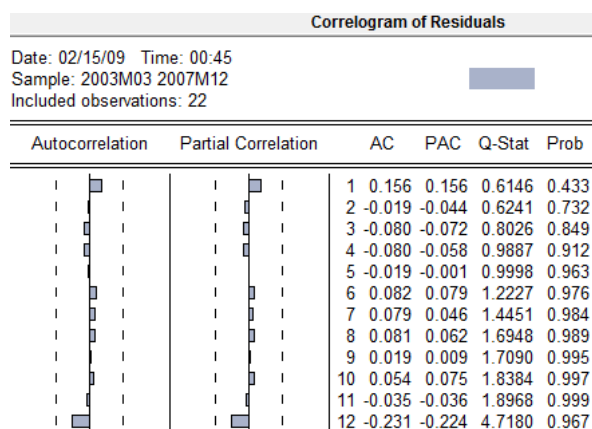 Correlogram of Residuals
Date: 02/15/09 Time: 00:45
Sample: 2003M03 2007M12
Included observations: 22
Autocorrelation Partial Correlation AC PAC Q-Stat Prob
1 0.156 0.156 0.6146 0.433
2 -0.019 -0.044 0.6241 0.732
3 -0.080 -0.072 0.8026 0.849
4 -0.080 -0.058 0.9887 0.912
5 -0.019 -0.001 0.9998 0.963
6 0.082 0.079 1.2227 0.976
7 0.079 0.046 1.4451 0.984
8 0.081 0.062 1.6948 0.989
9 0.019 0.009 1.7090 0.995
10 0.054 0.075 1.8384 0.997
11 -0.035 -0.036 1.8968 0.999
12 -0.231 -0.224 4.7180 0.967